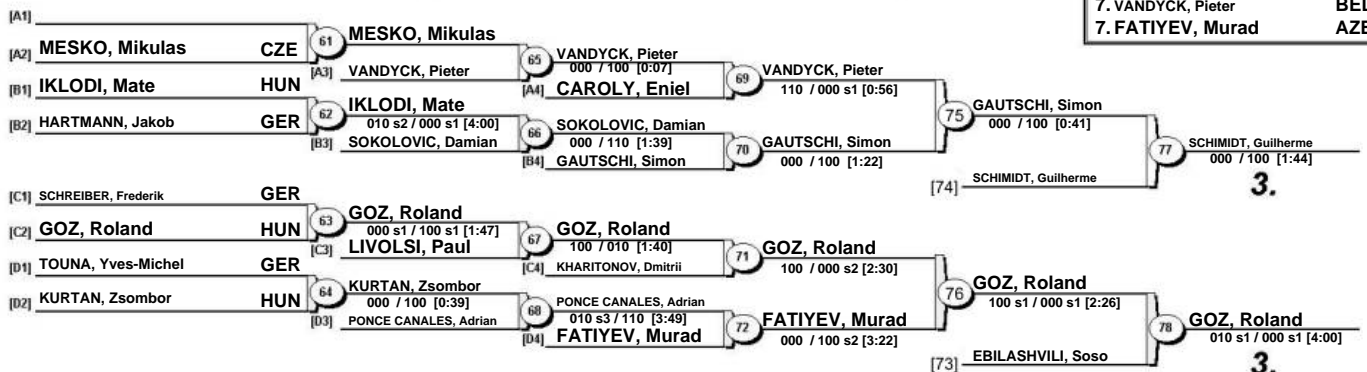 7. VANDYCK, Pieter BEL
7. FATIYEV, Murad AZE
[A1]
[A2] MESKO, Mikulas CZE
61 MESKO, Mikulas
[A3] VANDYCK, Pieter
65 VANDYCK, Pieter
000 / 100 [0:07]
[A4] CAROLY, Eniel
69 VANDYCK, Pieter
110 / 000 s1 [0:56]
[B1] IKLODI, Mate HUN
[B2] HARTMANN, Jakob GER
62 IKLODI, Mate
010 s2 / 000 s1 [4:00]
[B3] SOKOLOVIC, Damian
66 SOKOLOVIC, Damian
000 / 110 [1:39]
[B4] GAUTSCHI, Simon
70 GAUTSCHI, Simon
000 / 100 [1:22]
75 GAUTSCHI, Simon
000 / 100 [0:41]
[74] SCHIMIDT, Guilherme
77 SCHIMIDT, Guilherme
000 / 100 [1:44]
3.
[C1] SCHREIBER, Frederik GER
[C2] GOZ, Roland HUN
63 GOZ, Roland
000 s1 / 100 s1 [1:47]
[C3] LIVOLSI, Paul
67 GOZ, Roland
100 / 010 [1:40]
[C4] KHARITONOV, Dmitrii
71 GOZ, Roland
100 / 000 s2 [2:30]
[D1] TOUNA, Yves-Michel GER
[D2] KURTAN, Zsombor HUN
64 KURTAN, Zsombor
000 / 100 [0:39]
[D3] PONCE CANALES, Adrian
68 PONCE CANALES, Adrian
010 s3 / 110 [3:49]
[D4] FATIYEV, Murad
72 FATIYEV, Murad
000 / 100 s2 [3:22]
76 GOZ, Roland
100 s1 / 000 s1 [2:26]
[73] EBILASHVILI, Soso
78 GOZ, Roland
010 s1 / 000 s1 [4:00]
3.